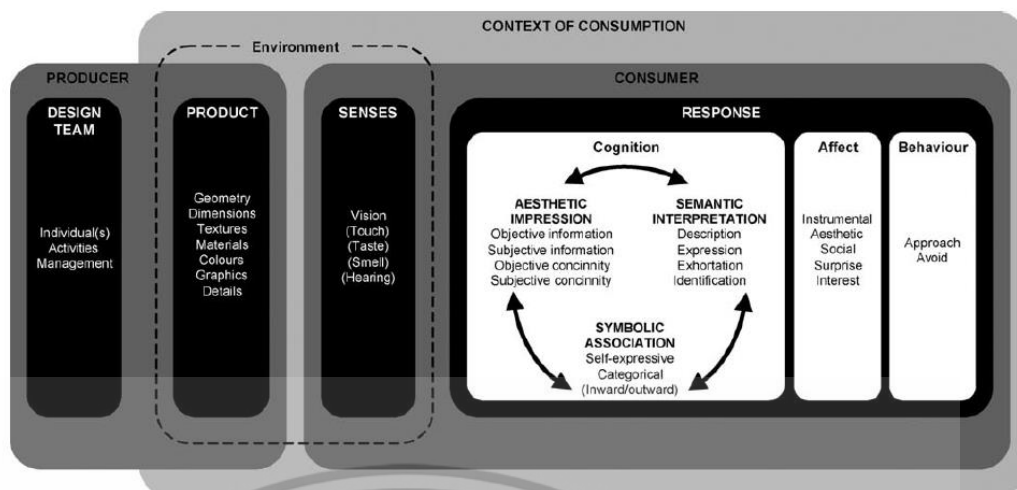 CONTEXT OF CONSUMPTION
Environment
PRODUCER
CONSUMER
DESIGN
TEAM
Individual(s)
Activities
Management
PRODUCT
Geometry
Dimensions
Textures
Materials
Colours
Graphics
Details
SENSES
Vision
(Touch)
(Taste)
(Smell)
(Hearing)
RESPONSE
Cognition
AESTHETIC
IMPRESSION
Objective information
Subjective information
Objective concinnity
Subjective concinnity
SEMANTIC
INTERPRETATION
Description
Expression
Exhortation
Identification
SYMBOLIC
ASSOCIATION
Self-expressive
Categorical
(Inward/outward)
Affect
Instrumental
Aesthetic
Social
Surprise
Interest
Behaviour
Approach
Avoid